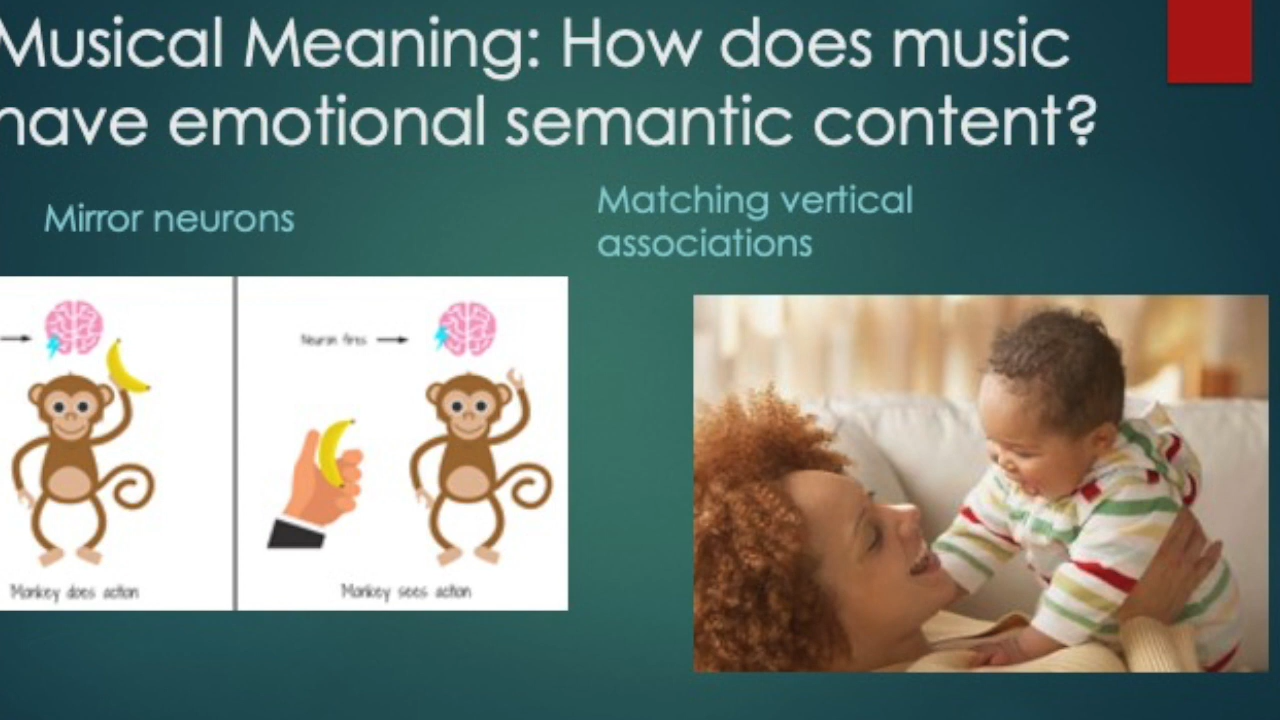 Musical Meaning: How does music
have emotional semantic content?
Mirror neurons
Matching vertical
associations
Neuron fires
Monkey does action
Monkey sees action